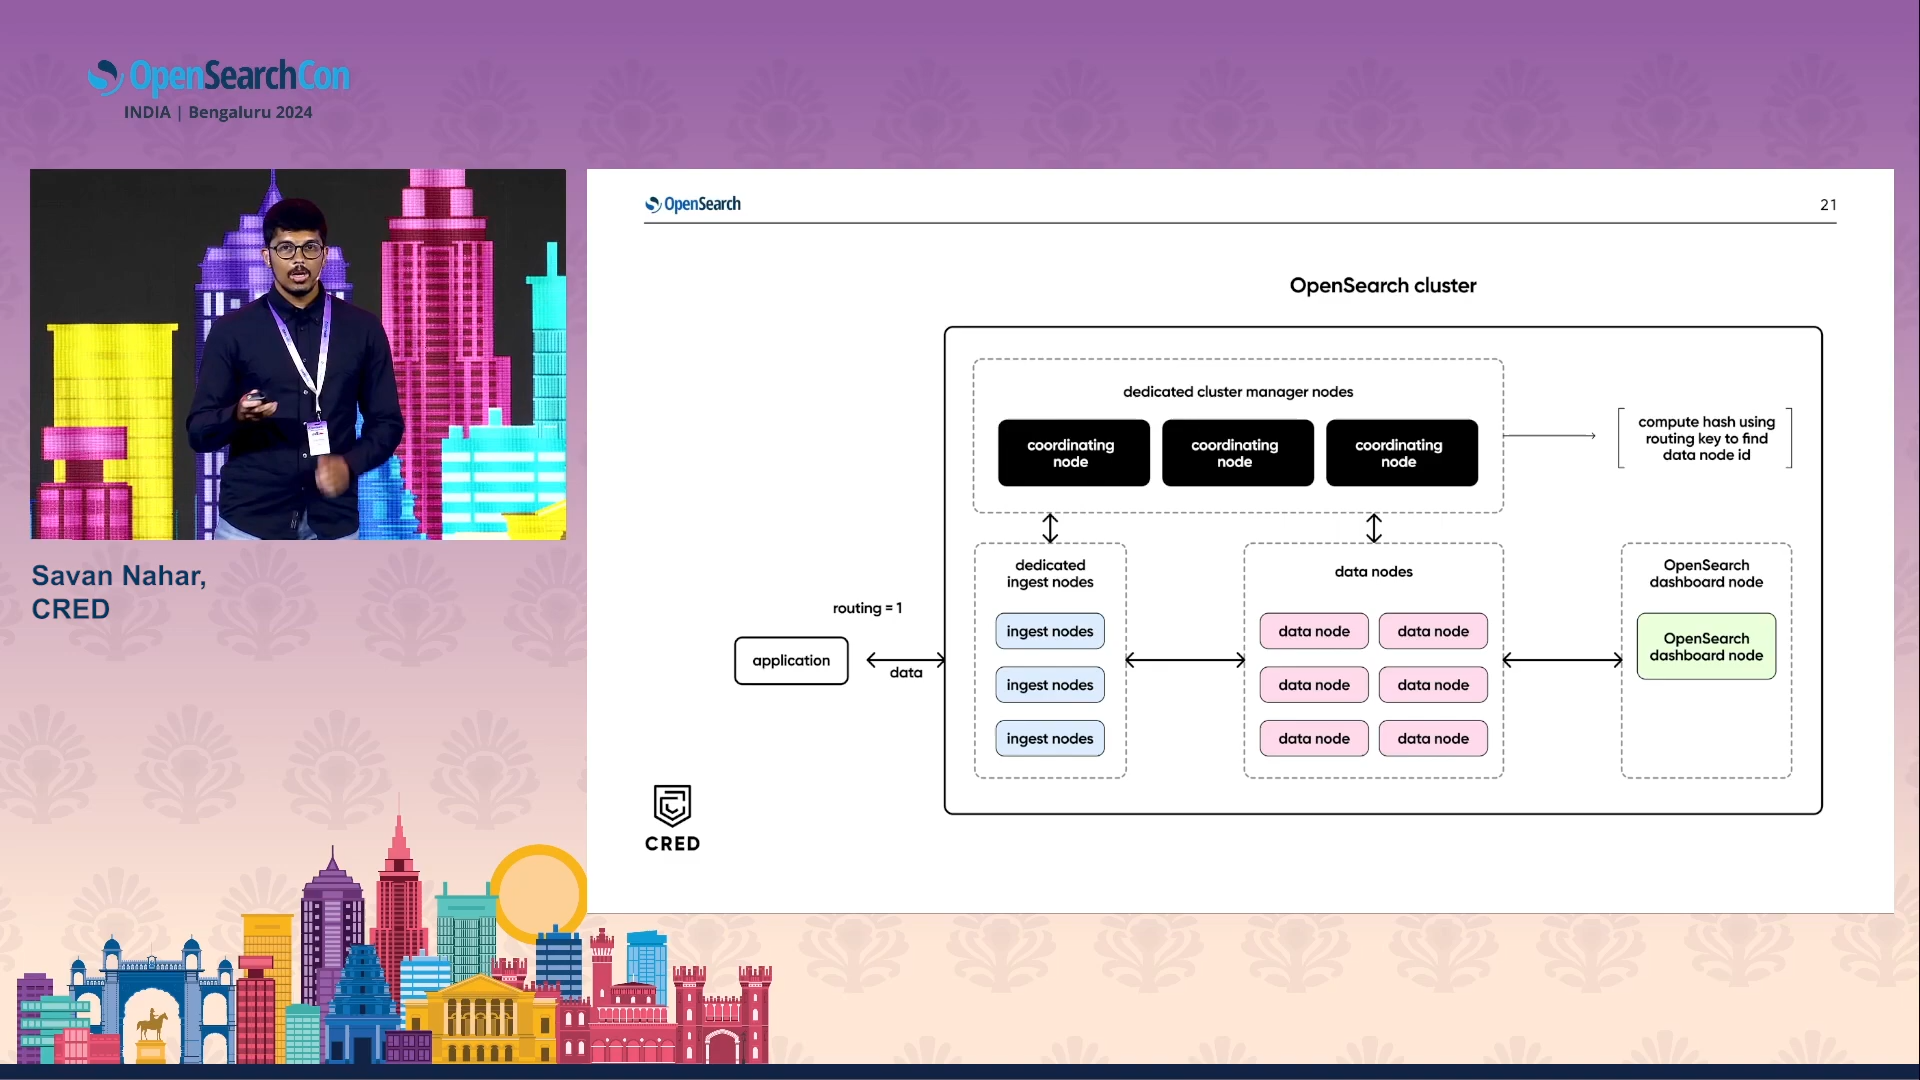 OpenSearchCon
INDIA | Bengaluru 2024
Savan Nahar,
CRED
OpenSearch
21
OpenSearch cluster
dedicated cluster manager nodes
coordinating
node
coordinating
node
coordinating
node
compute hash using
routing key to find
data node id
routing = 1
application
data
dedicated
ingest nodes
ingest nodes
ingest nodes
ingest nodes
data nodes
data node
data node
data node
data node
data node
data node
OpenSearch
dashboard node
OpenSearch
dashboard node
CRED